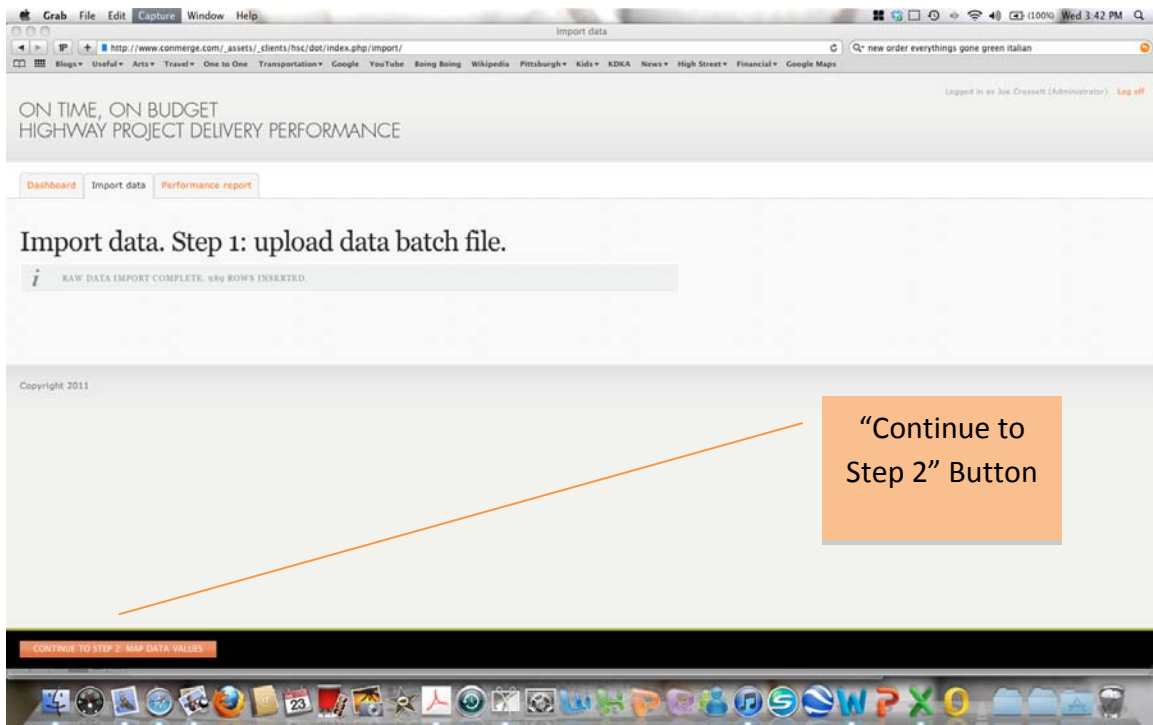 Grab File Edit Capture Window Help (100%) Wed 3:42 PM
Import data
http://www.conmerge.com/_assets/_clients/hsc/dot/index.php/import/ new order everythings gone green italian
Blogs Useful Arts Travel One to One Transportation Google YouTube Boing Boing Wikipedia Pittsburgh Kids KDKA News High Street Financial Google Maps
Logged in as Joe Crossett (Administrator) Log off
ON TIME, ON BUDGET
HIGHWAY PROJECT DELIVERY PERFORMANCE
Dashboard Import data Performance report
Import data. Step 1: upload data batch file.
i RAW DATA IMPORT COMPLETE. 989 ROWS INSERTED.
Copyright 2011
“Continue to
Step 2” Button
CONTINUE TO STEP 2: MAP DATA VALUES
23